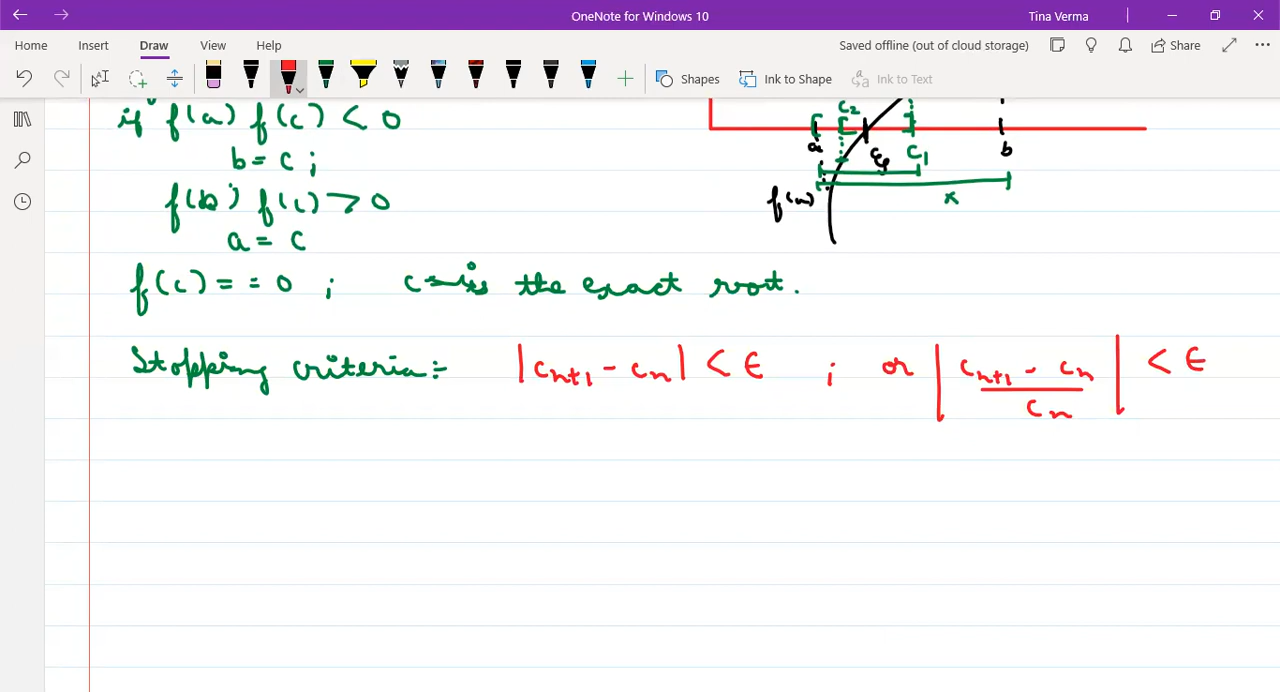 OneNote for Windows 10
Tina Verma
Home Insert Draw View Help
Saved offline (out of cloud storage)
Share
Shapes
Ink to Shape
Ink to Text
if f(a) f(c) < 0
b = c ;
f(b) f(c) > 0
a = c
f(c) = = 0 ; c is the exact root.
Stopping criteria:- |cn+1 - cn| < ϵ ; or |cn+1 - cn / cn| < ϵ
c2
a
c1
b
f(a)
x